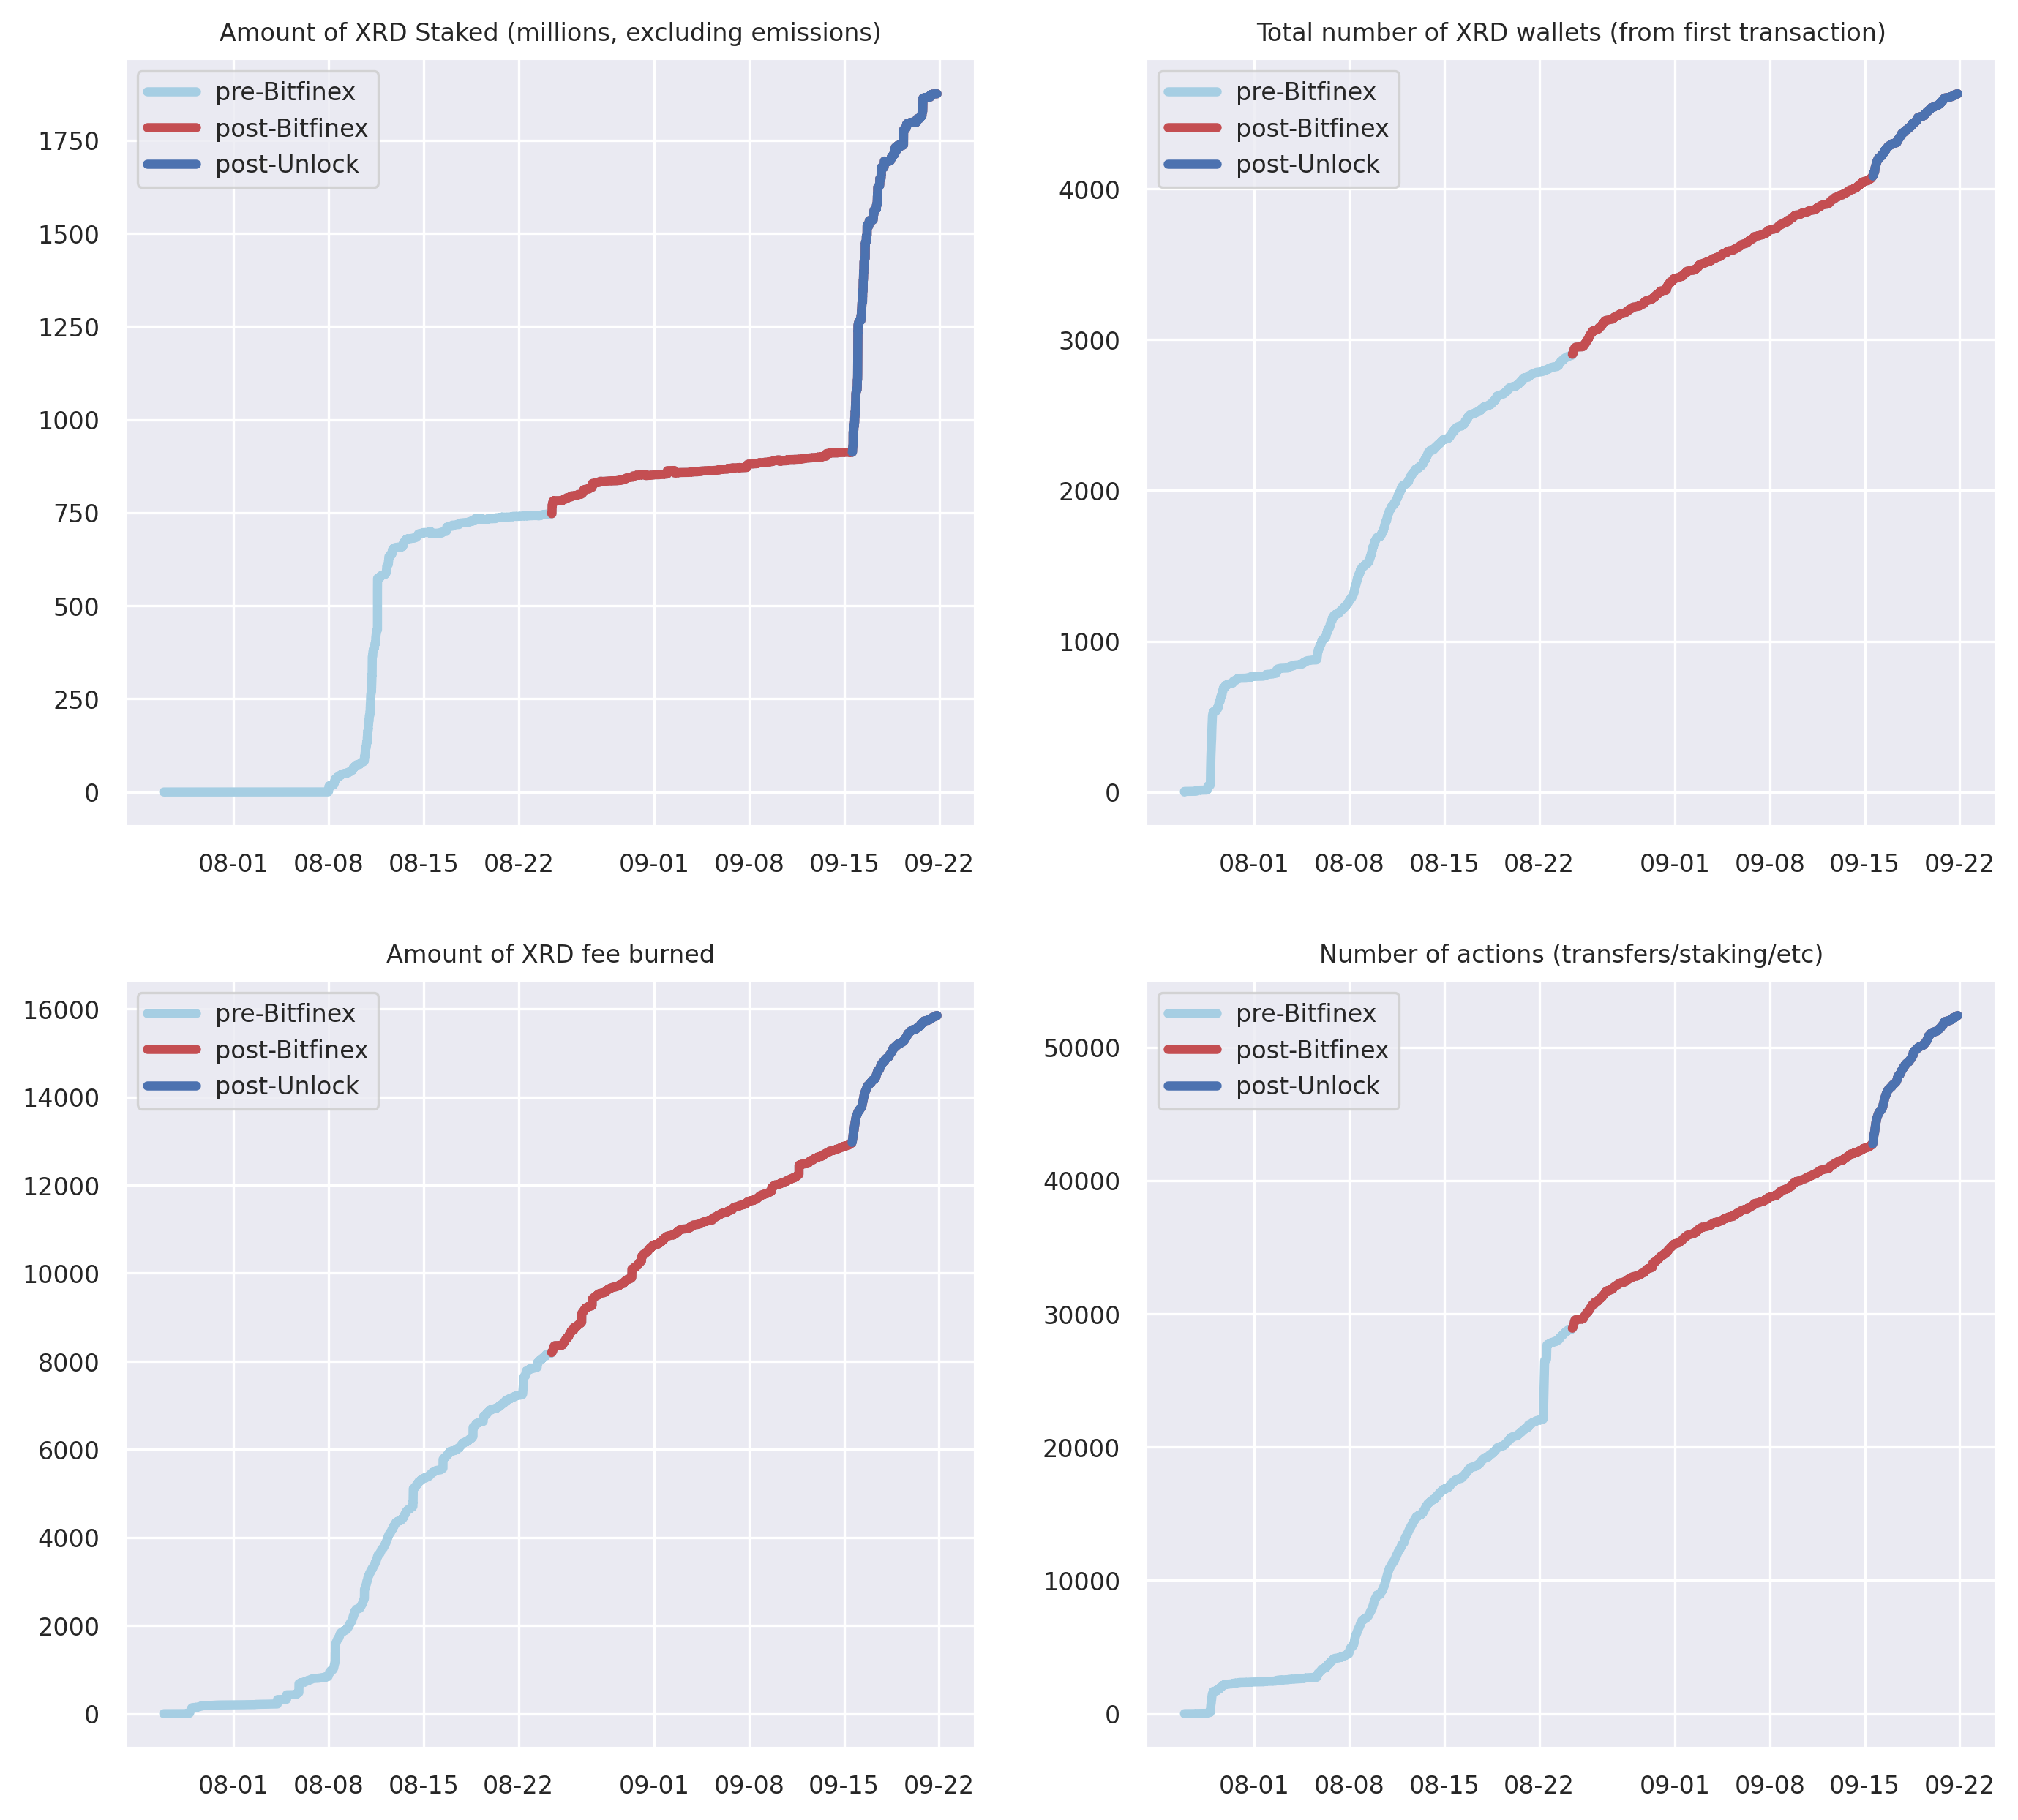 Amount of XRD Staked (millions, excluding emissions)
pre-Bitfinex
post-Bitfinex
post-Unlock
1750
1500
1250
1000
750
500
250
0
08-01 08-08 08-15 08-22 09-01 09-08 09-15 09-22
Total number of XRD wallets (from first transaction)
pre-Bitfinex
post-Bitfinex
post-Unlock
4000
3000
2000
1000
0
08-01 08-08 08-15 08-22 09-01 09-08 09-15 09-22
Amount of XRD fee burned
pre-Bitfinex
post-Bitfinex
post-Unlock
16000
14000
12000
10000
8000
6000
4000
2000
0
08-01 08-08 08-15 08-22 09-01 09-08 09-15 09-22
Number of actions (transfers/staking/etc)
pre-Bitfinex
post-Bitfinex
post-Unlock
50000
40000
30000
20000
10000
0
08-01 08-08 08-15 08-22 09-01 09-08 09-15 09-22